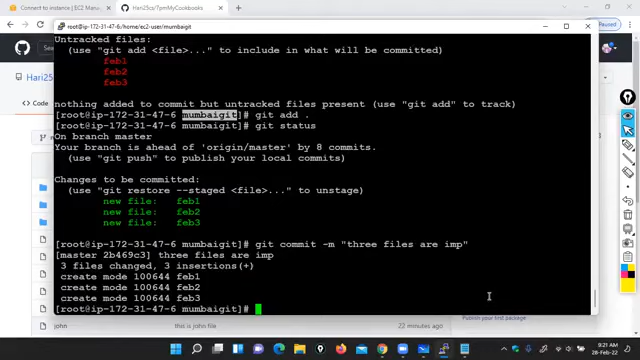 Connect to instance | EC2 Manager
Hari25ca/7pmMyCookbooks
root@ip-172-31-47-6:/home/ec2-user/mumbaigit
Untracked files:
(use "git add <file>..." to include in what will be committed)
feb1
feb2
feb3
nothing added to commit but untracked files present (use "git add" to track)
[root@ip-172-31-47-6 mumbaigit]# git add .
[root@ip-172-31-47-6 mumbaigit]# git status
On branch master
Your branch is ahead of 'origin/master' by 8 commits.
(use "git push" to publish your local commits)
Changes to be committed:
(use "git restore --staged <file>..." to unstage)
new file: feb1
new file: feb2
new file: feb3
[root@ip-172-31-47-6 mumbaigit]# git commit -m "three files are imp"
[master 2b469c3] three files are imp
3 files changed, 3 insertions(+)
create mode 100644 feb1
create mode 100644 feb2
create mode 100644 feb3
[root@ip-172-31-47-6 mumbaigit]#
Publish your first package
john
this is john file
22 minutes ago
9:21 AM
28-Feb-22